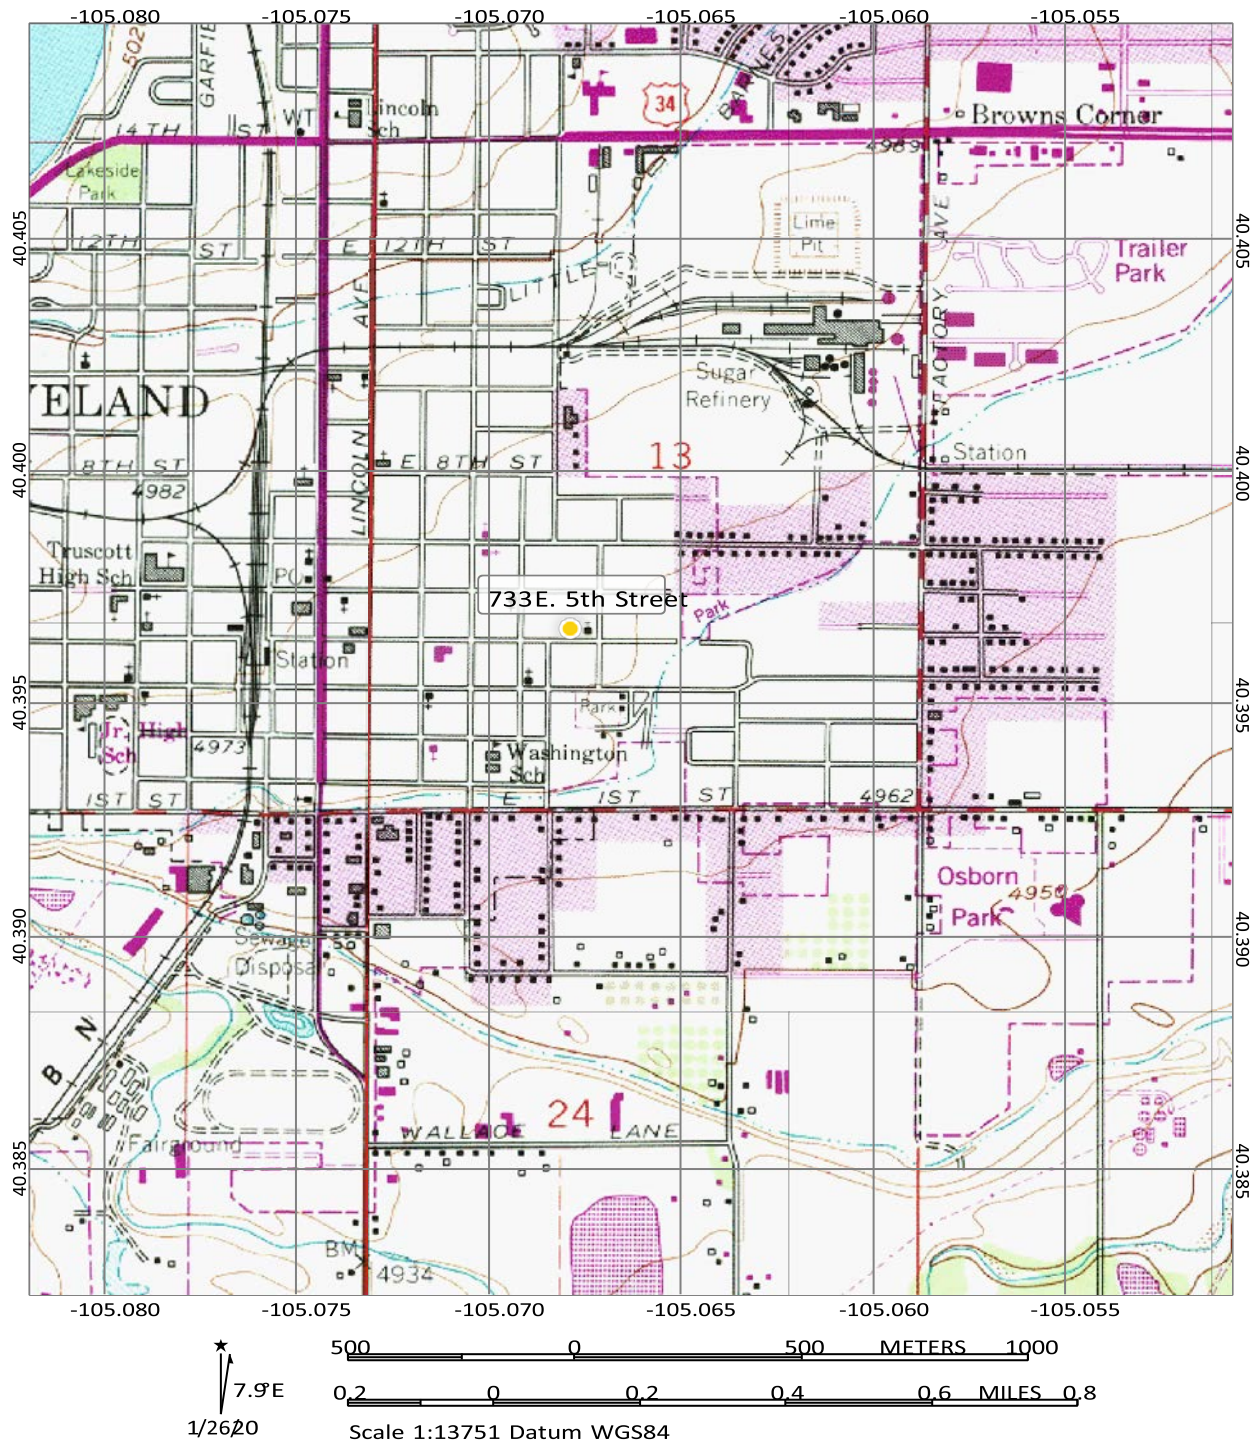 -105.080 -105.075 -105.070 -105.065 -105.060 -105.055
502
GARFIE
BARNES
34
WT
Lincoln
Sch
Browns Corner
14TH ST
4989
Lakeside
Park
AVE
40.405
12TH ST
E 12TH ST
Lime
Pit
Trailer
Park
40.405
LITTLE
AVE
FACTORY
VELAND
Sugar
Refinery
LINCOLN
13
Station
8TH ST
E 8TH ST
40.400
40.400
4982
Truscott
High Sch
PO
733E. 5th Street
Park
Station
40.395
Park
40.395
Jr. High
Sch
4973
Washington
Sch
1ST ST
E 1ST ST
4962
Osborn
Park
4950
40.390
Sewage
Disposal
40.390
B N
24
WALLACE LANE
Fairground
40.385
40.385
BM
4934
-105.080 -105.075 -105.070 -105.065 -105.060 -105.055
500 0 500 METERS 1000
7.9°E
0.2 0 0.2 0.4 0.6 MILES 0.8
1/26/20
Scale 1:13751 Datum WGS84